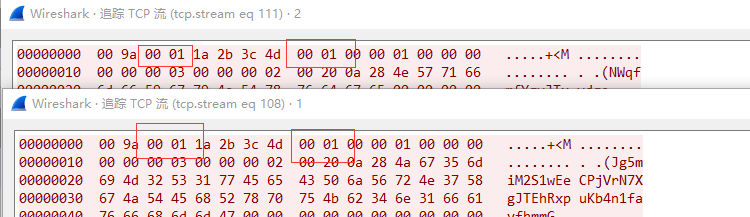 Wireshark · 追踪 TCP 流 (tcp.stream eq 111) · 2
00000000 00 9a 00 01 1a 2b 3c 4d 00 01 00 00 01 00 00 00 .....+<M ........
00000010 00 00 00 03 00 00 00 02 00 20 0a 28 4e 57 71 66 ........ . .(NWqf
Wireshark · 追踪 TCP 流 (tcp.stream eq 108) · 1
00000000 00 9a 00 01 1a 2b 3c 4d 00 01 00 00 01 00 00 00 .....+<M ........
00000010 00 00 00 03 00 00 00 02 00 20 0a 28 4a 67 35 6d ........ . .(Jg5m
00000020 69 4d 32 53 31 77 45 65 43 50 6a 56 72 4e 37 58 iM2S1wEe CPjVrN7X
00000030 67 4a 54 45 68 52 78 70 75 4b 62 34 6e 31 66 61 gJTEhRxp uKb4n1fa